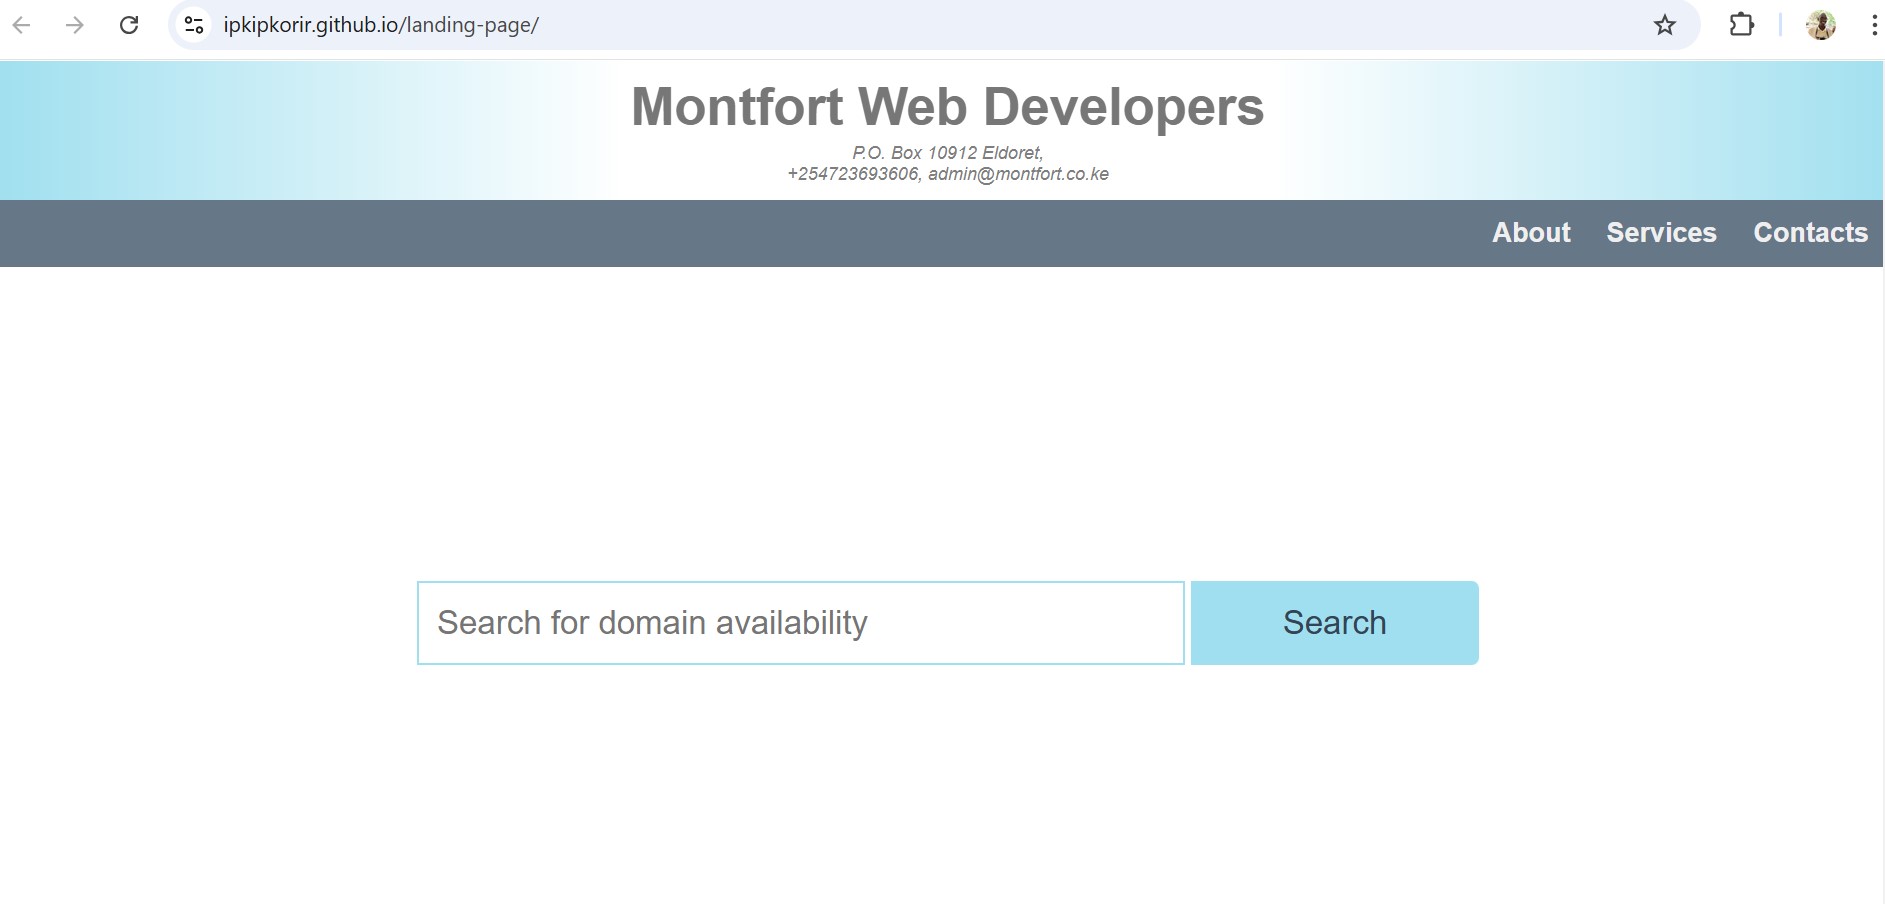 ipkipkorir.github.io/landing-page/
Montfort Web Developers
P.O. Box 10912 Eldoret,
+254723693606, admin@montfort.co.ke
About Services Contacts
Search for domain availability Search